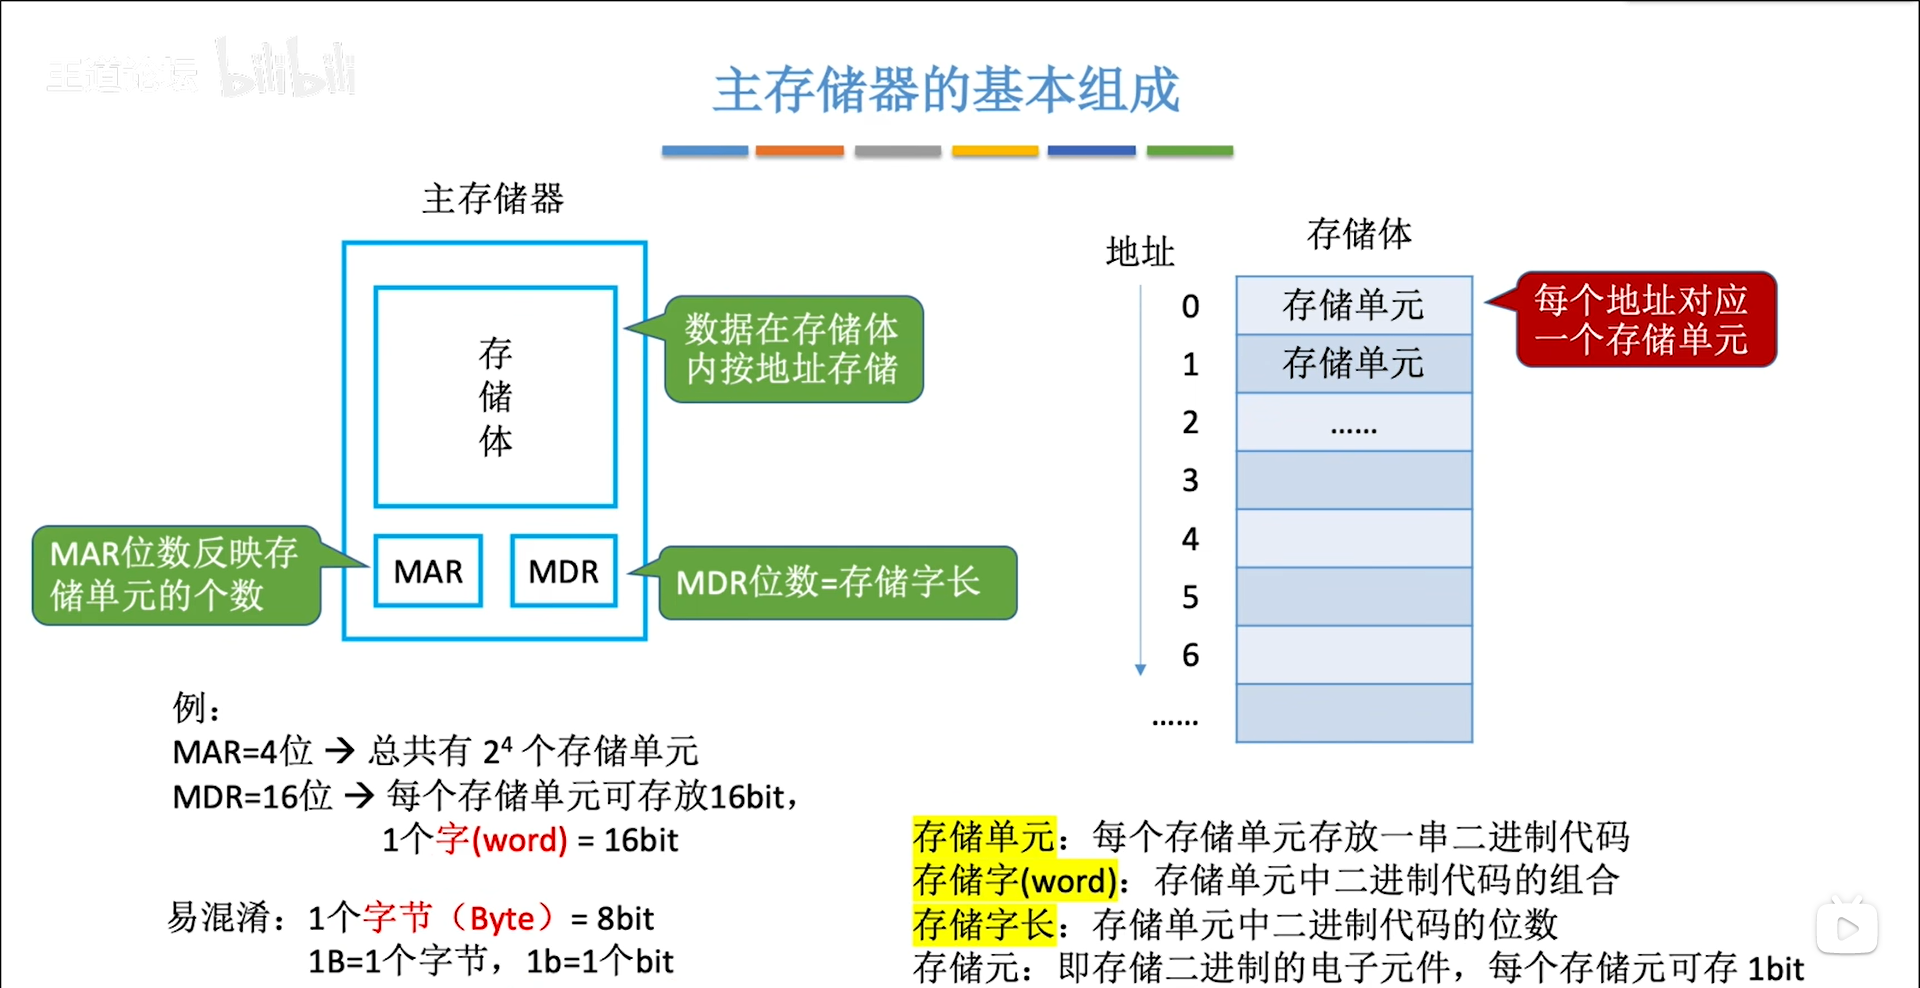 王道论坛 bilibili
主存储器的基本组成
主存储器
存
储
体
数据在存储体
内按地址存储
MAR位数反映存
储单元的个数
MAR
MDR
MDR位数=存储字长
地址
存储体
0
存储单元
每个地址对应
一个存储单元
1
存储单元
2
......
3
4
5
6
......
例：
MAR=4位 → 总共有 2⁴ 个存储单元
MDR=16位 → 每个存储单元可存放16bit，
1个字(word) = 16bit
易混淆：1个字节（Byte）= 8bit
1B=1个字节，1b=1个bit
存储单元：每个存储单元存放一串二进制代码
存储字(word)：存储单元中二进制代码的组合
存储字长：存储单元中二进制代码的位数
存储元：即存储二进制的电子元件，每个存储元可存 1bit